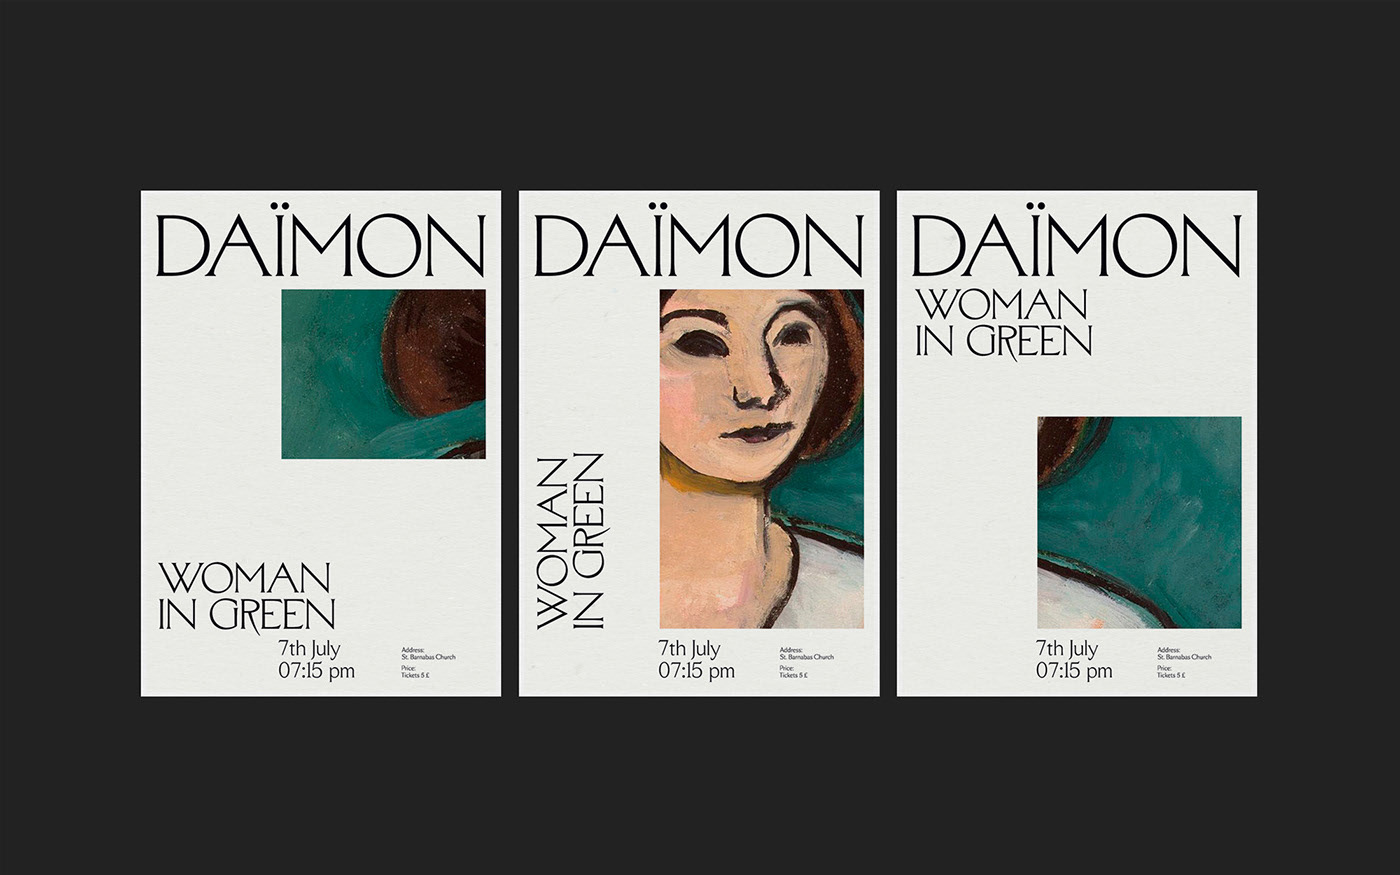 DAÏMON
WOMAN
IN GREEN
7th July
07:15 pm
Address:
St. Barnabas Church
Price:
Tickets 5 £
DAÏMON
WOMAN
IN GREEN
7th July
07:15 pm
Address:
St. Barnabas Church
Price:
Tickets 5 £
DAÏMON
WOMAN
IN GREEN
7th July
07:15 pm
Address:
St. Barnabas Church
Price:
Tickets 5 £